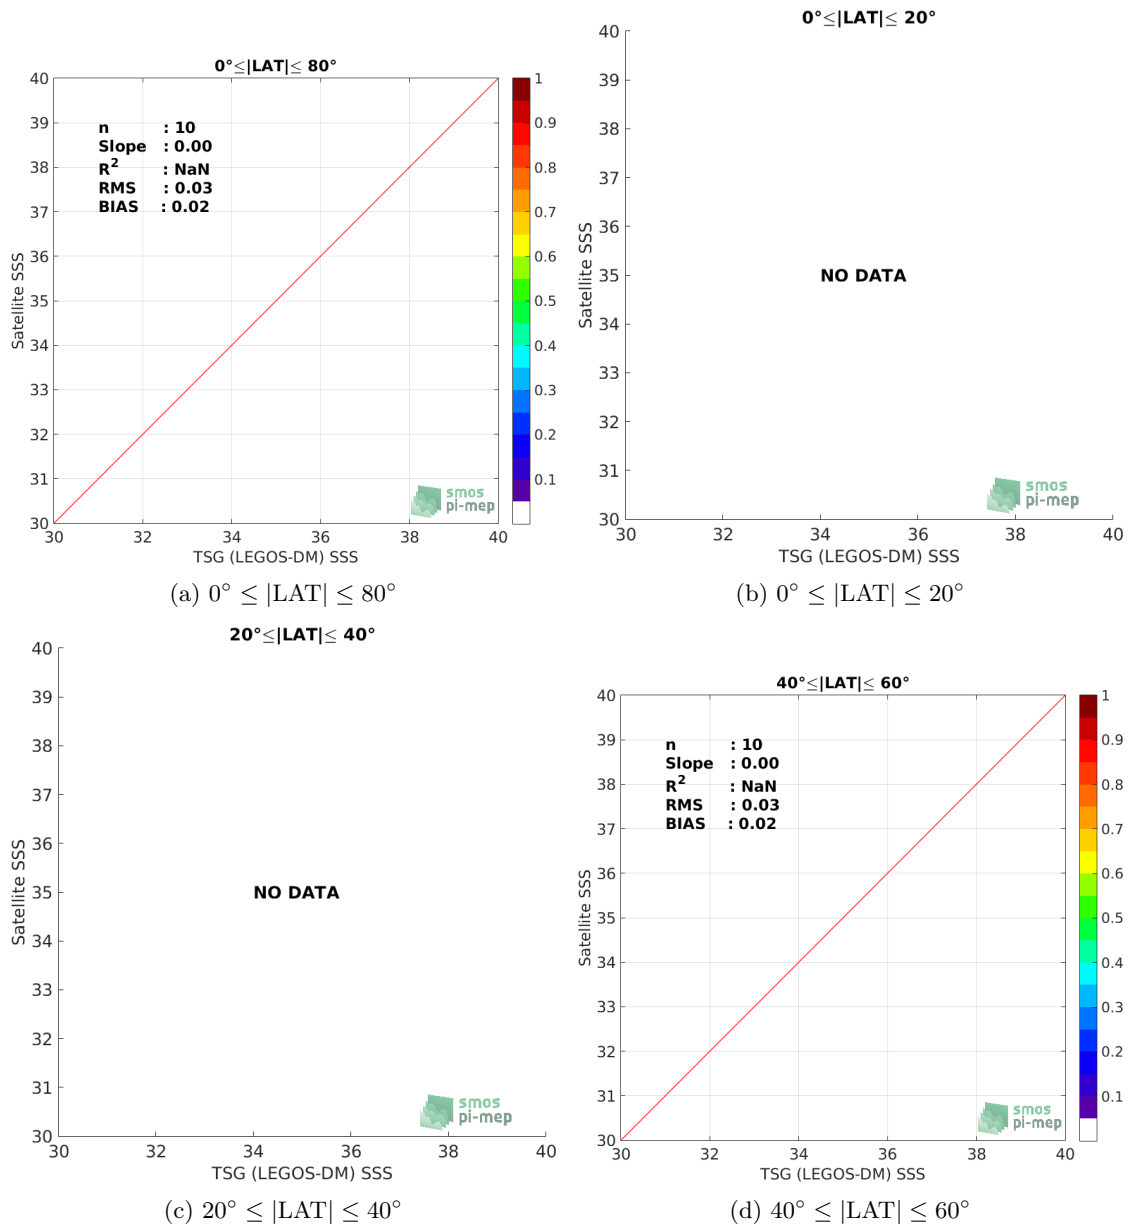 0°≤|LAT|≤ 80°
40
39
38
37
36
35
34
33
32
31
30
n : 10
Slope : 0.00
R² : NaN
RMS : 0.03
BIAS : 0.02
Satellite SSS
30 32 34 36 38 40
TSG (LEGOS-DM) SSS
1
0.9
0.8
0.7
0.6
0.5
0.4
0.3
0.2
0.1
smos
pi-mep
(a) 0° ≤ |LAT| ≤ 80°
0°≤|LAT|≤ 20°
40
39
38
37
36
35
34
33
32
31
30
Satellite SSS
NO DATA
smos
pi-mep
30 32 34 36 38 40
TSG (LEGOS-DM) SSS
(b) 0° ≤ |LAT| ≤ 20°
20°≤|LAT|≤ 40°
40
39
38
37
36
35
34
33
32
31
30
Satellite SSS
NO DATA
smos
pi-mep
30 32 34 36 38 40
TSG (LEGOS-DM) SSS
(c) 20° ≤ |LAT| ≤ 40°
40°≤|LAT|≤ 60°
40
39
38
37
36
35
34
33
32
31
30
n : 10
Slope : 0.00
R² : NaN
RMS : 0.03
BIAS : 0.02
Satellite SSS
30 32 34 36 38 40
TSG (LEGOS-DM) SSS
1
0.9
0.8
0.7
0.6
0.5
0.4
0.3
0.2
0.1
smos
pi-mep
(d) 40° ≤ |LAT| ≤ 60°